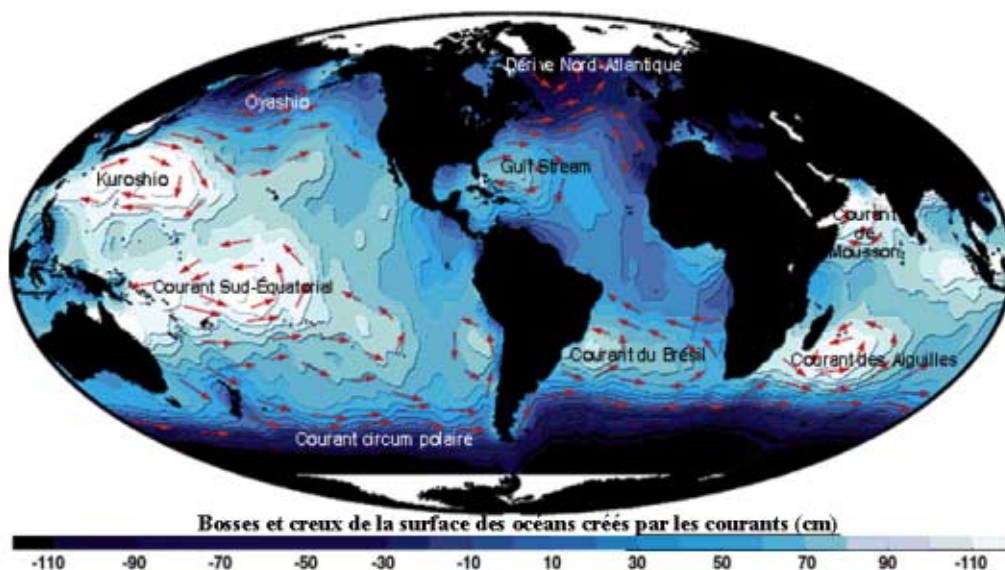 Dérive Nord-Atlantique
Oyashio
Gulf Stream
Kuroshio
Courant
de
Mousson
Courant Sud-Équatorial
Courant du Brésil
Courant des Aiguilles
Courant circum polaire
Bosses et creux de la surface des océans créés par les courants (cm)
-110 -90 -70 -50 -30 -10 10 30 50 70 90 -110